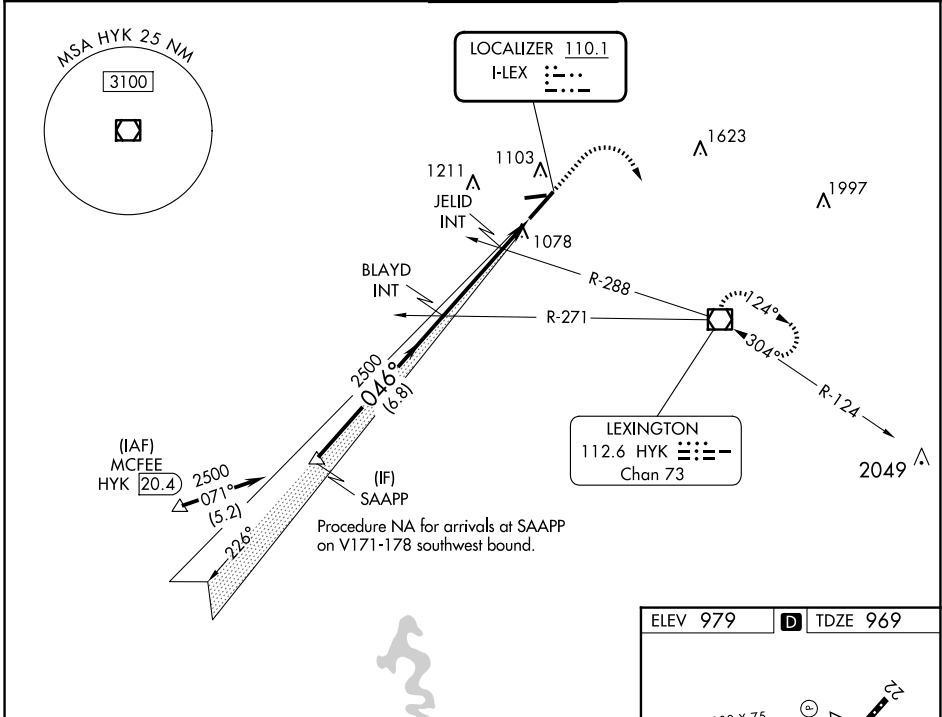 MSA HYK 25 NM
3100
LOCALIZER 110.1
I-LEX
1623
1103
1211
1997
JELID
INT
1078
BLAYD
INT
R-288
R-271
124°
304°
R-124
2500
046°
(6.8)
LEXINGTON
112.6 HYK
Chan 73
2049
(IAF)
MCFEE
HYK 20.4
2500
071°
(5.2)
(IF)
SAAPP
226°
Procedure NA for arrivals at SAAPP
on V171-178 southwest bound.
ELEV 979 D TDZE 969
22
X 75
P